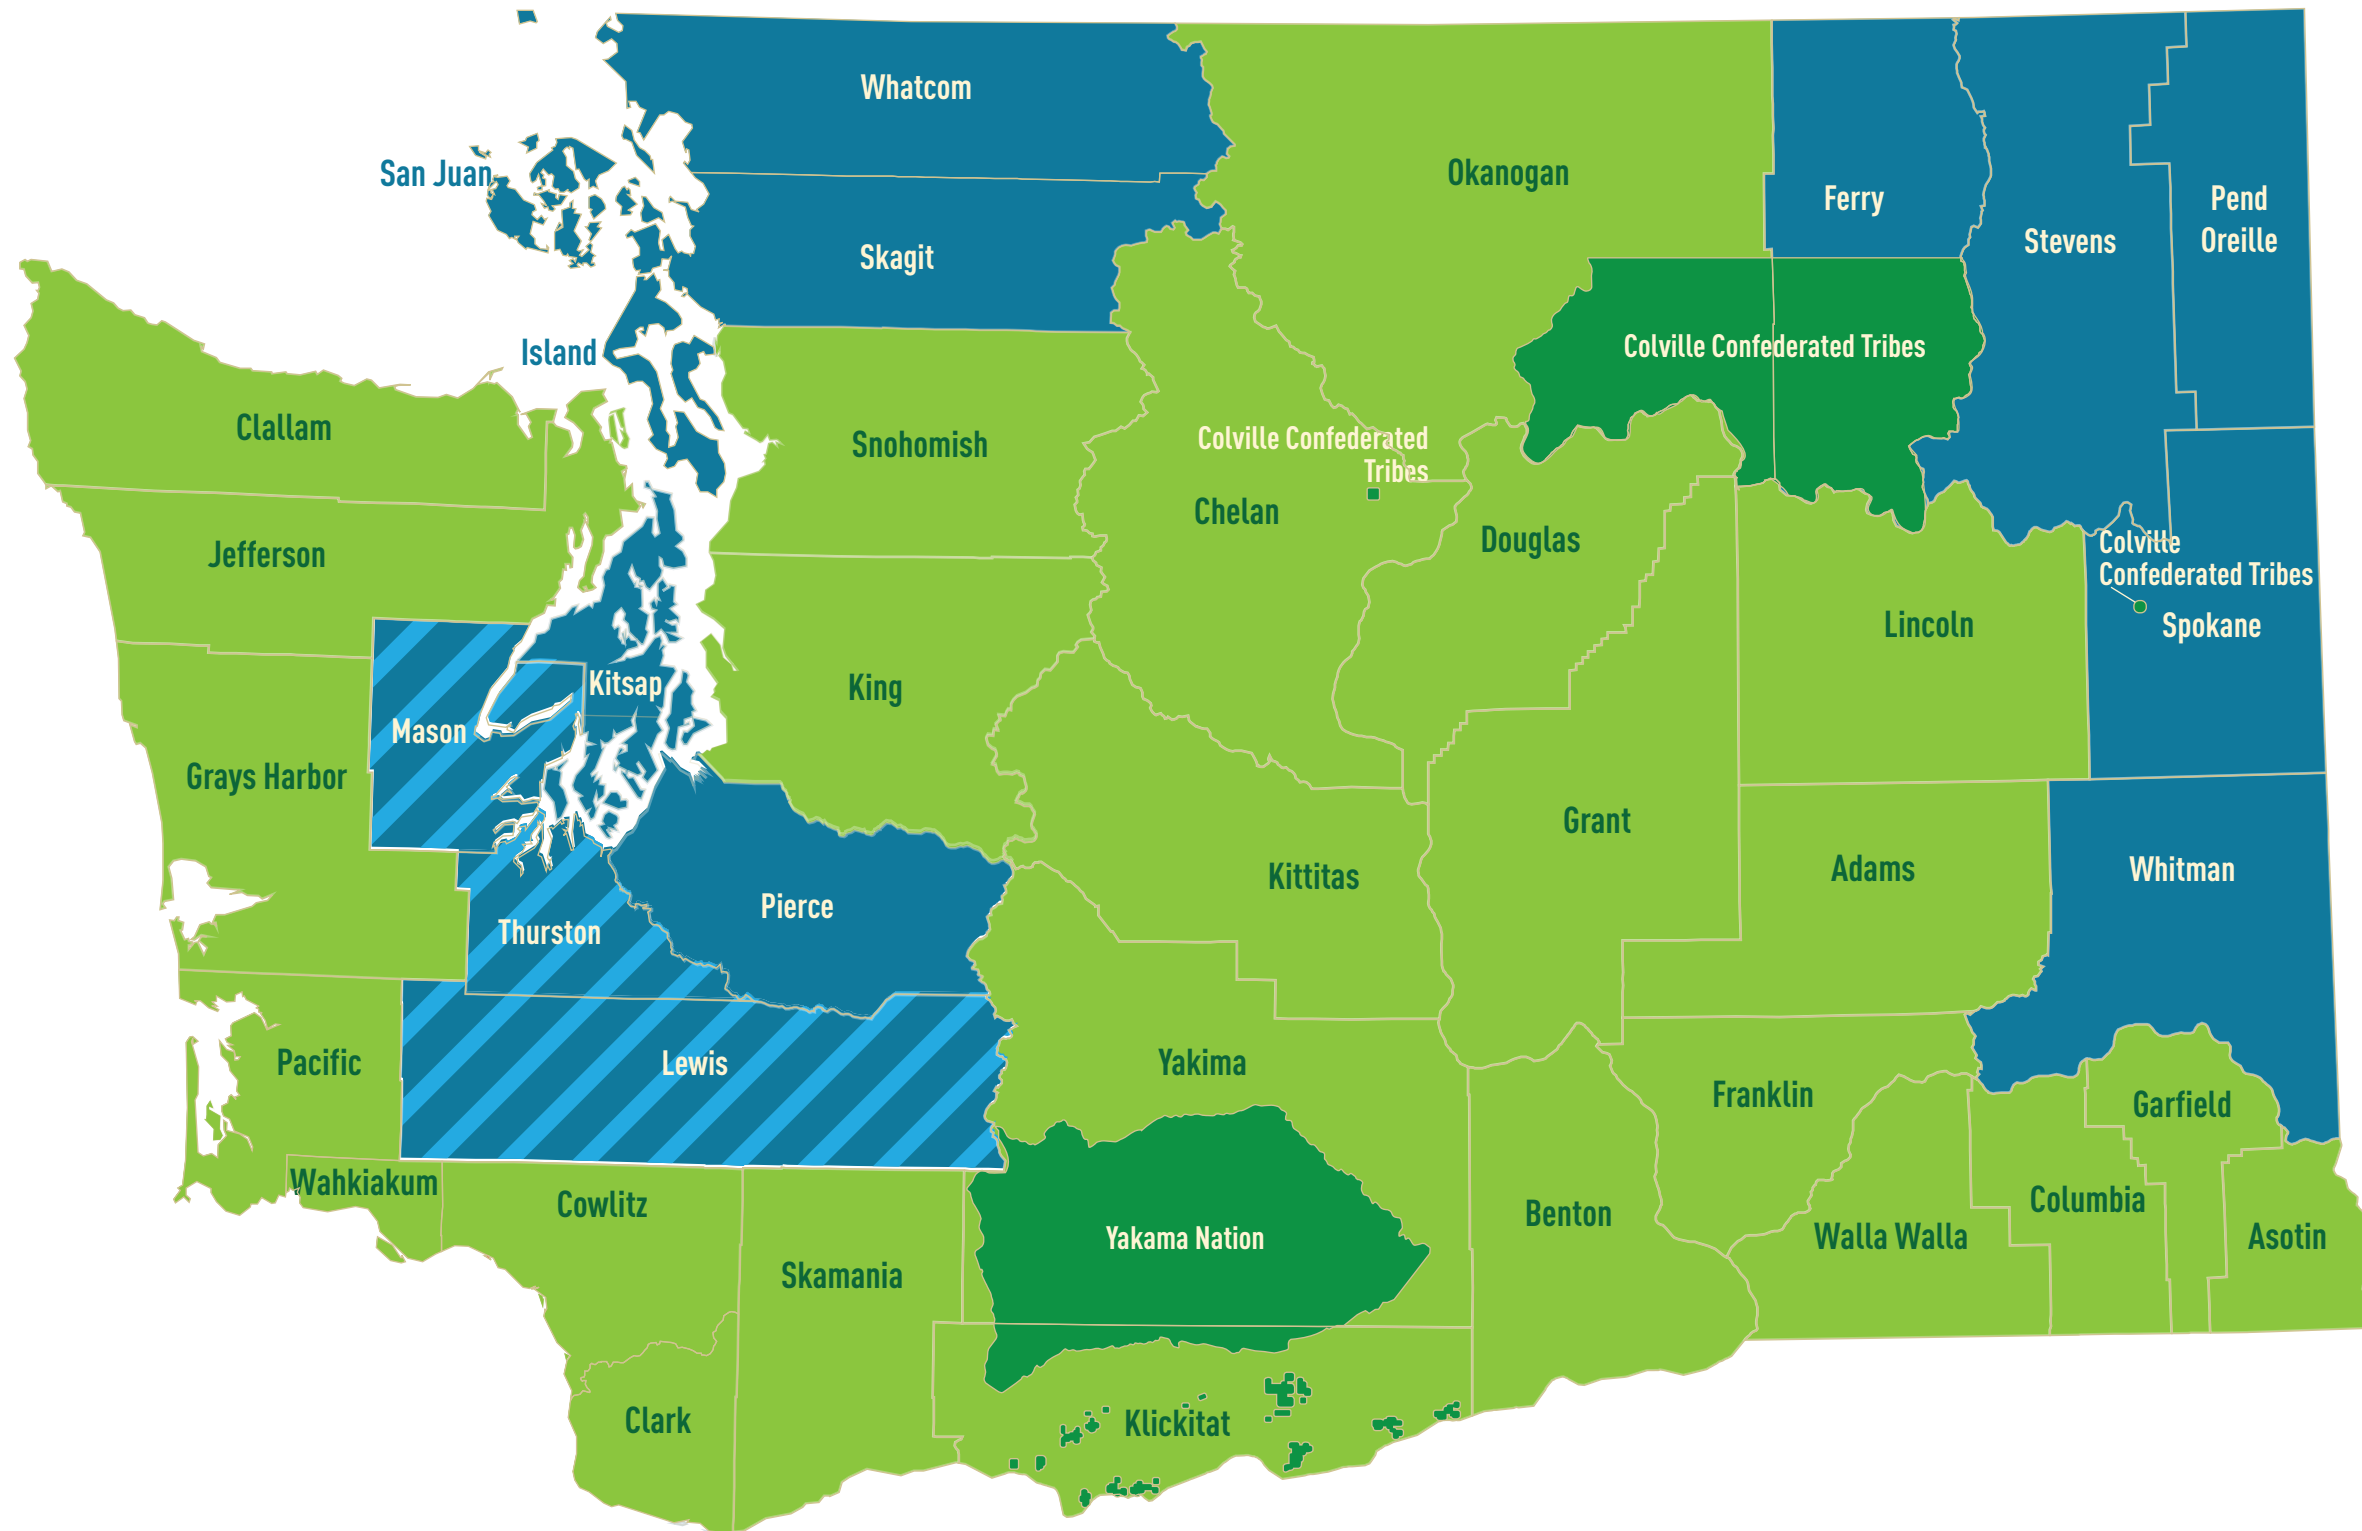 Whatcom
San Juan
Okanogan
Ferry
Pend
Oreille
Stevens
Skagit
Island
Colville Confederated Tribes
Clallam
Snohomish
Colville Confederated
Tribes
Chelan
Douglas
Jefferson
Colville
Confederated Tribes
Lincoln
Spokane
Kitsap
King
Mason
Grays Harbor
Grant
Adams
Whitman
Kittitas
Pierce
Thurston
Pacific
Lewis
Yakima
Franklin
Garfield
Wahkiakum
Cowlitz
Columbia
Benton
Yakama Nation
Walla Walla
Asotin
Skamania
Clark
Klickitat